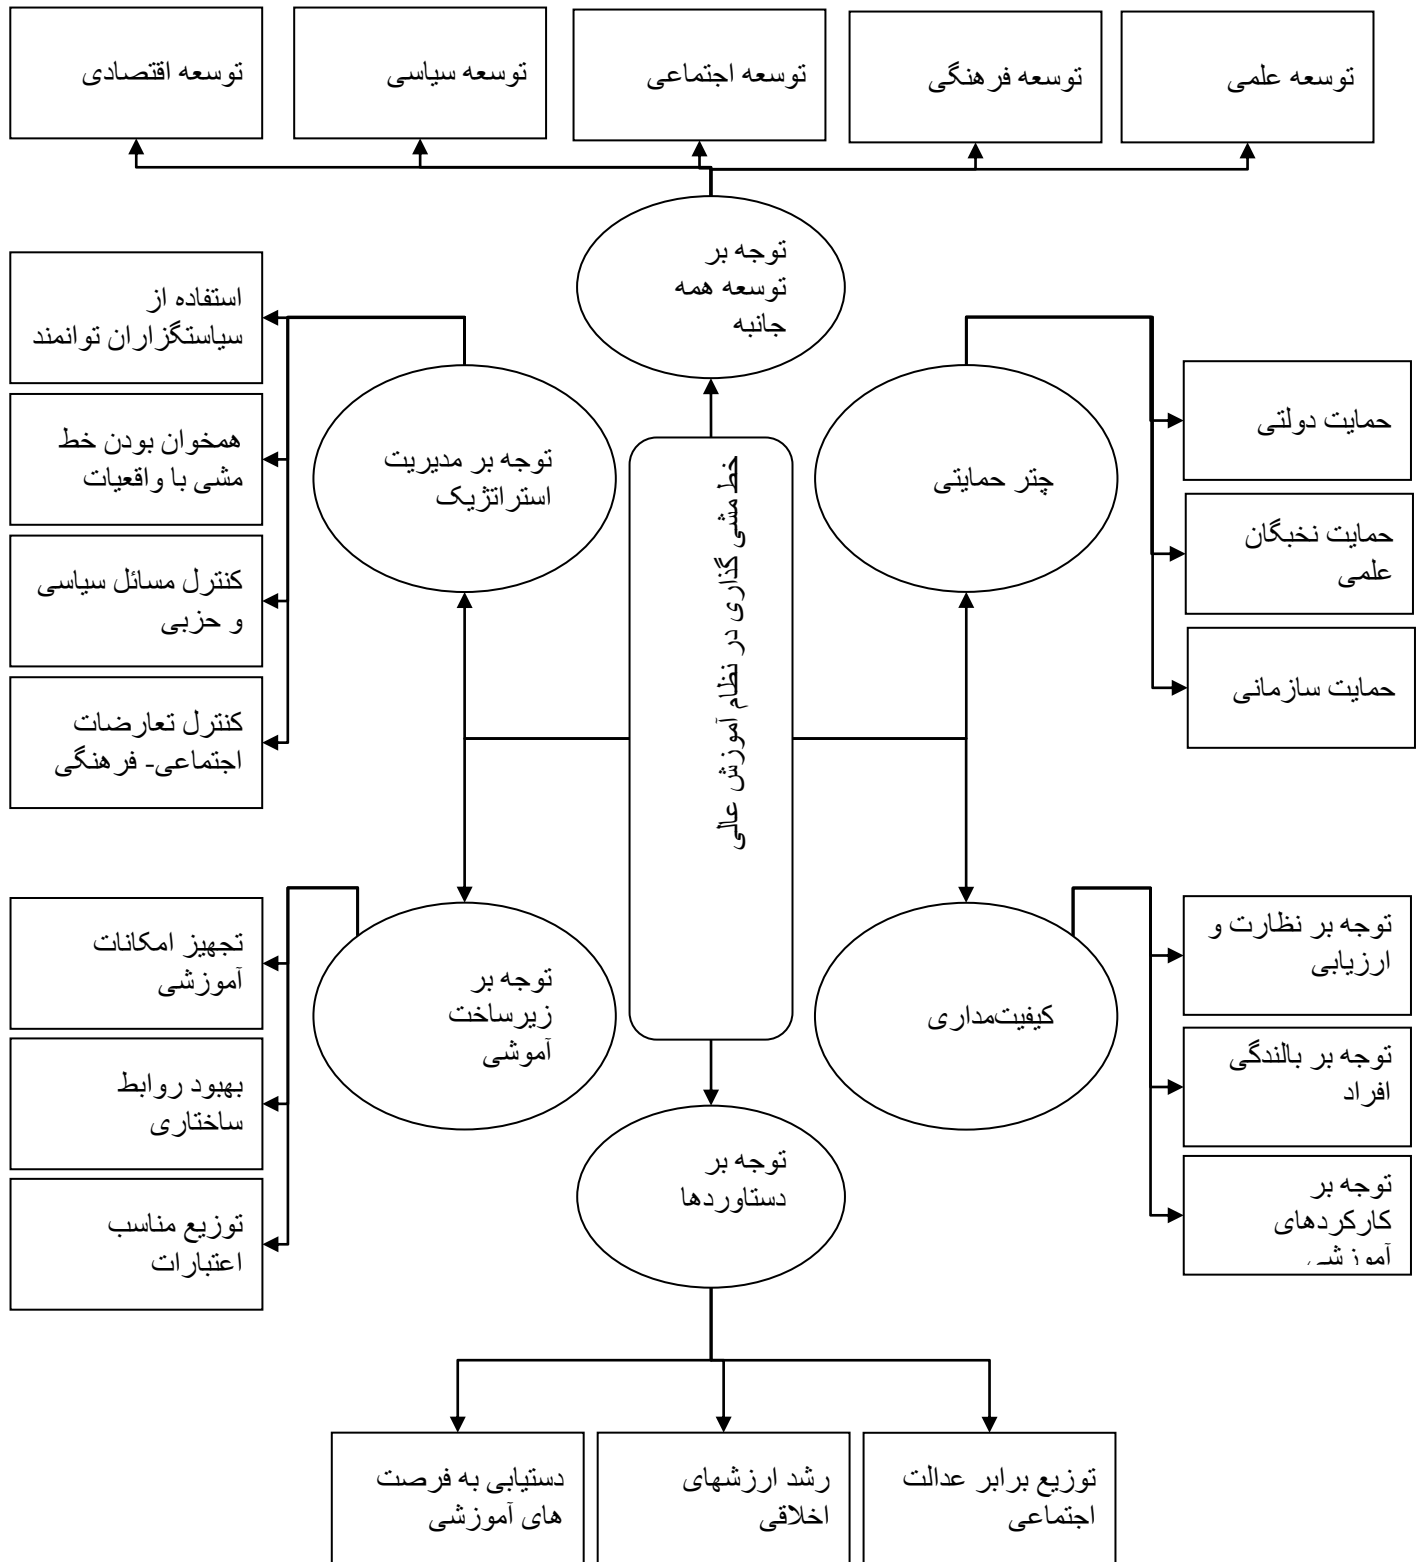 توسعه علمی
توسعه فرهنگی
توسعه اجتماعی
توسعه سیاسی
توسعه اقتصادی
توجه بر
توسعه همه
جانبه
چتر حمایتی
حمایت دولتی
حمایت نخبگان
علمی
حمایت سازمانی
توجه بر مدیریت
استراتژیک
استفاده از
سیاستگزاران توانمند
همخوان بودن خط
مشی با واقعیات
کنترل مسائل سیاسی
و حزبی
کنترل تعارضات
اجتماعی- فرهنگی
خط مشی گذاری در نظام آموزش عالی
کیفیت‌مداری
توجه بر نظارت و
ارزیابی
توجه بر بالندگی
افراد
توجه بر
کارکردهای
آموزشی
توجه بر
زیرساخت
آموشی
تجهیز امکانات
آموزشی
بهبود روابط
ساختاری
توزیع مناسب
اعتبارات
توجه بر
دستاوردها
توزیع برابر عدالت
اجتماعی
رشد ارزشهای
اخلاقی
دستیابی به فرصت
های آموزشی